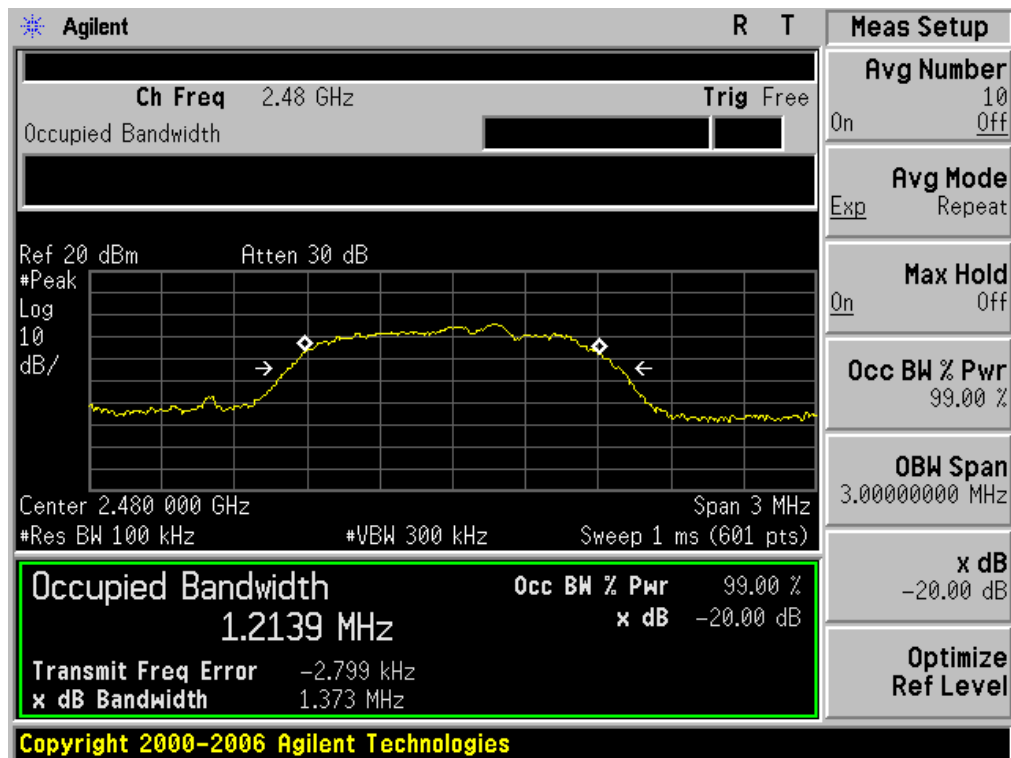 Agilent R T
Ch Freq 2.48 GHz Trig Free
Occupied Bandwidth
Ref 20 dBm Atten 30 dB
#Peak
Log
10
dB/
Center 2.480 000 GHz Span 3 MHz
#Res BW 100 kHz #VBW 300 kHz Sweep 1 ms (601 pts)
Occupied Bandwidth Occ BW % Pwr 99.00 %
1.2139 MHz x dB -20.00 dB
Transmit Freq Error -2.799 kHz
x dB Bandwidth 1.373 MHz
Copyright 2000-2006 Agilent Technologies
Meas Setup
Avg Number
10
On Off
Avg Mode
Exp Repeat
Max Hold
On Off
Occ BW % Pwr
99.00 %
OBW Span
3.00000000 MHz
x dB
-20.00 dB
Optimize
Ref Level